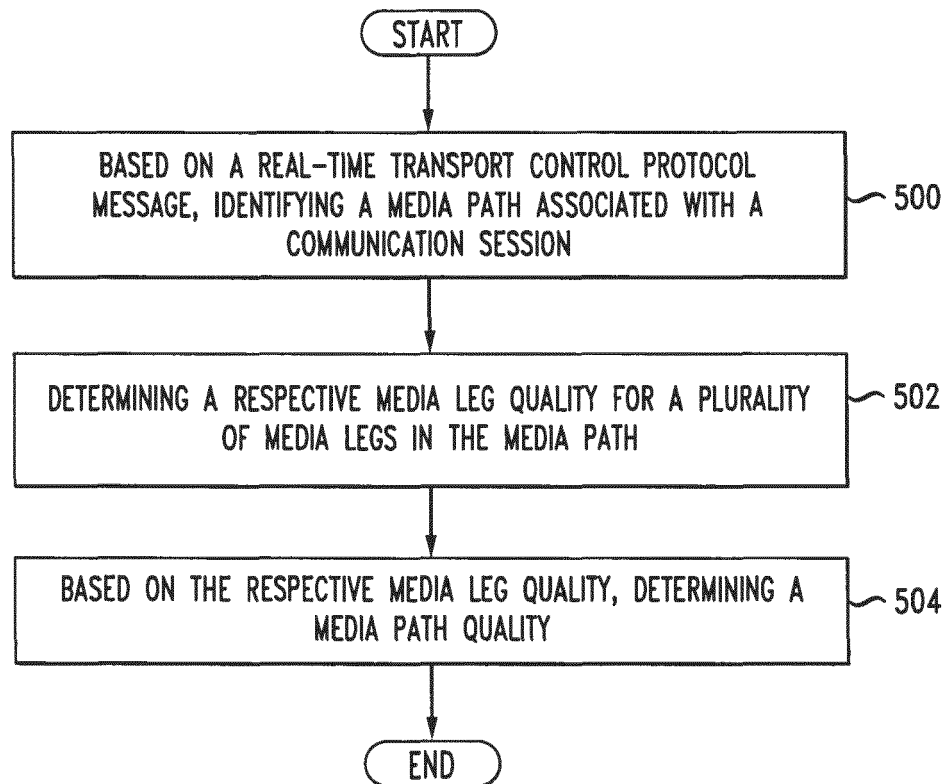 START
BASED ON A REAL-TIME TRANSPORT CONTROL PROTOCOL
MESSAGE, IDENTIFYING A MEDIA PATH ASSOCIATED WITH A
COMMUNICATION SESSION
500
DETERMINING A RESPECTIVE MEDIA LEG QUALITY FOR A PLURALITY
OF MEDIA LEGS IN THE MEDIA PATH
502
BASED ON THE RESPECTIVE MEDIA LEG QUALITY, DETERMINING A
MEDIA PATH QUALITY
504
END